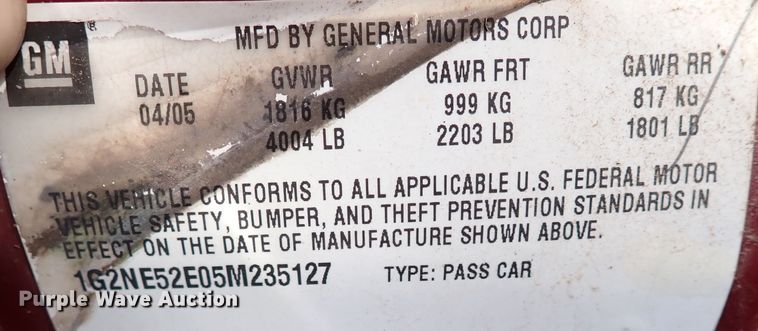 GM
MFD BY GENERAL MOTORS CORP
DATE GVWR GAWR FRT GAWR RR
04/05 1816 KG 999 KG 817 KG
4004 LB 2203 LB 1801 LB
THIS VEHICLE CONFORMS TO ALL APPLICABLE U.S. FEDERAL MOTOR
VEHICLE SAFETY, BUMPER, AND THEFT PREVENTION STANDARDS IN
EFFECT ON THE DATE OF MANUFACTURE SHOWN ABOVE.
1G2NE52E05M235127 TYPE: PASS CAR
Purple Wave Auction